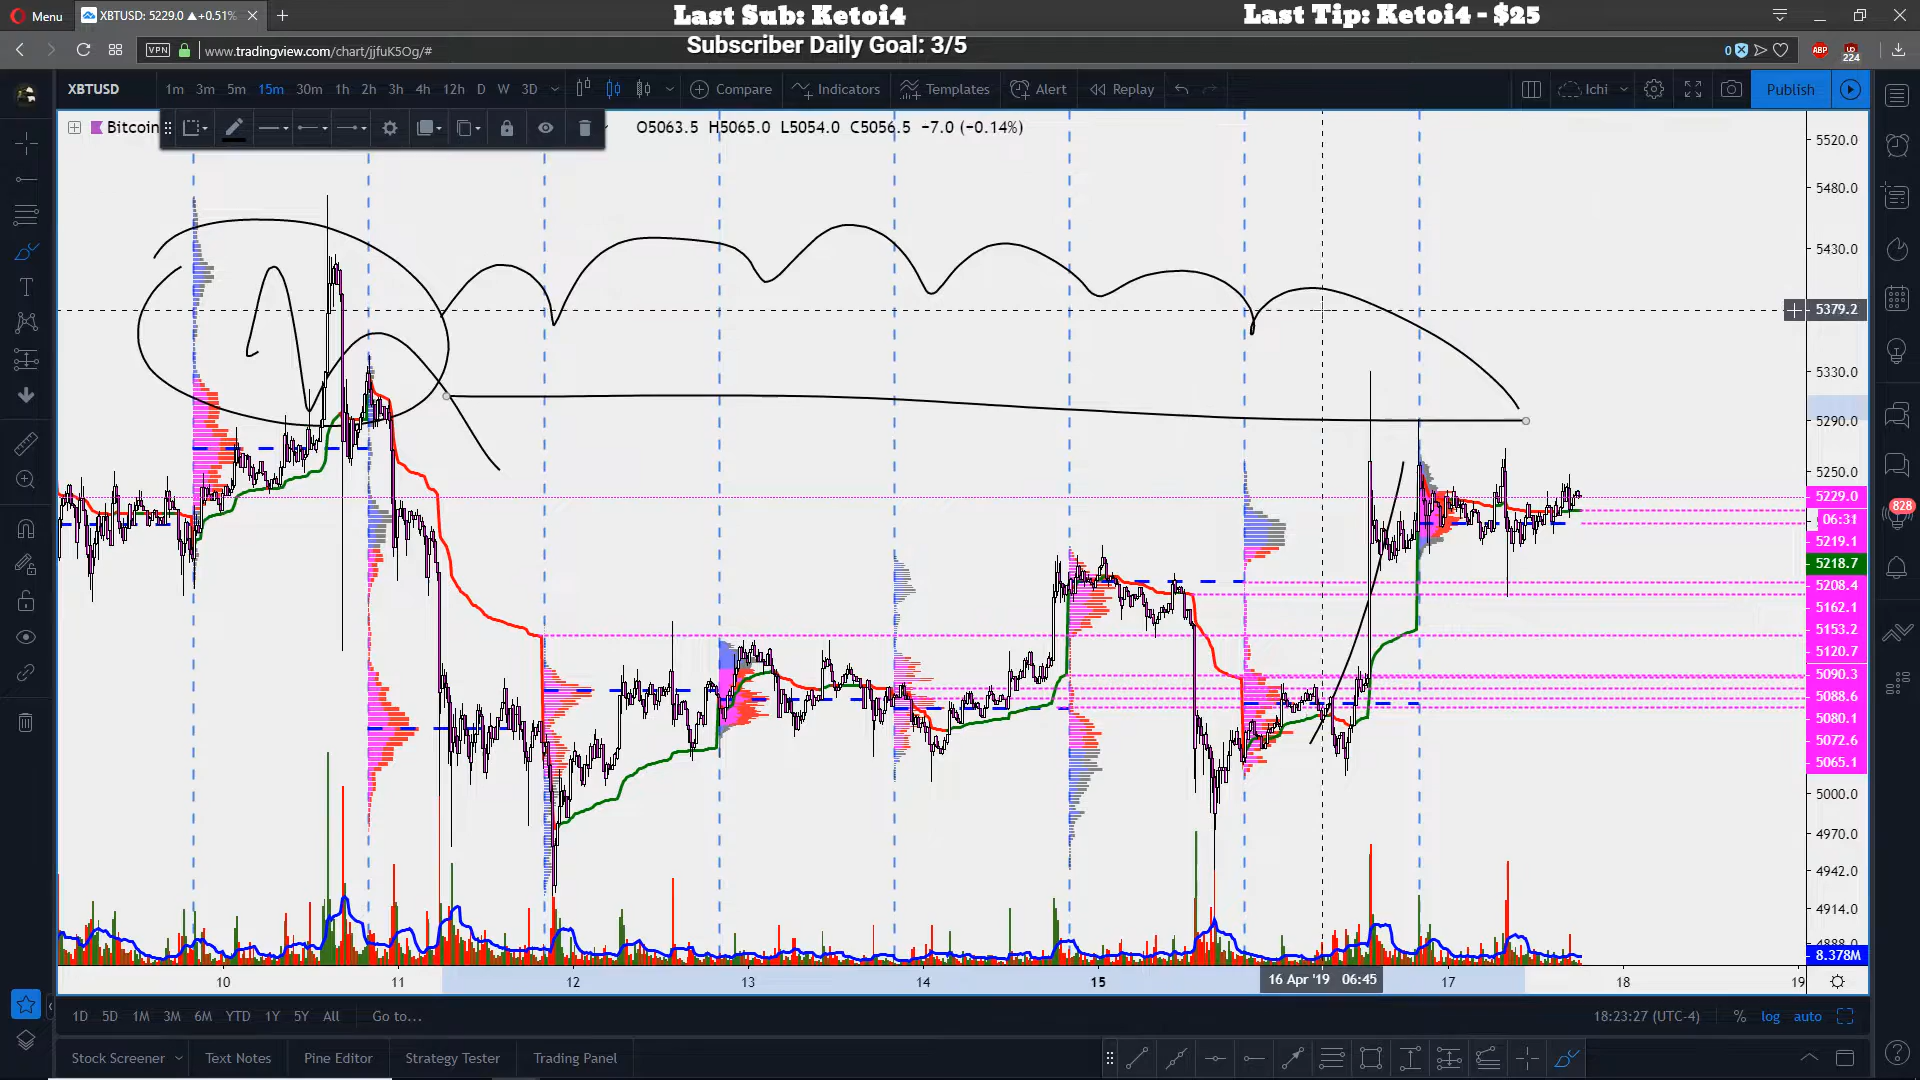 Last Sub: Ketoi4
Last Tip: Ketoi4 - $25
Menu
XBTUSD: 5229.0 ▲+0.51%
Subscriber Daily Goal: 3/5
VPN
www.tradingview.com/chart/jjfuK5Og/#
0
ABP
224
XBTUSD
1m 3m 5m 15m 30m 1h 2h 3h 4h 12h D W 3D
Compare
Indicators
Templates
Alert
Replay
Ichi
Publish
Bitcoin
O5063.5 H5065.0 L5054.0 C5056.5 −7.0 (−0.14%)
5520.0
5480.0
5430.0
5379.2
5330.0
5290.0
5250.0
5229.0
06:31
5219.1
5218.7
5208.4
5162.1
5153.2
5120.7
5090.3
5088.6
5080.1
5072.6
5065.1
5000.0
4970.0
4942.0
4914.0
4888.0
8.378M
828
10 11 12 13 14 15 16 Apr '19 06:45 17 18 19
1D 5D 1M 3M 6M YTD 1Y 5Y All Go to...
18:23:27 (UTC-4) % log auto
Stock Screener
Text Notes
Pine Editor
Strategy Tester
Trading Panel